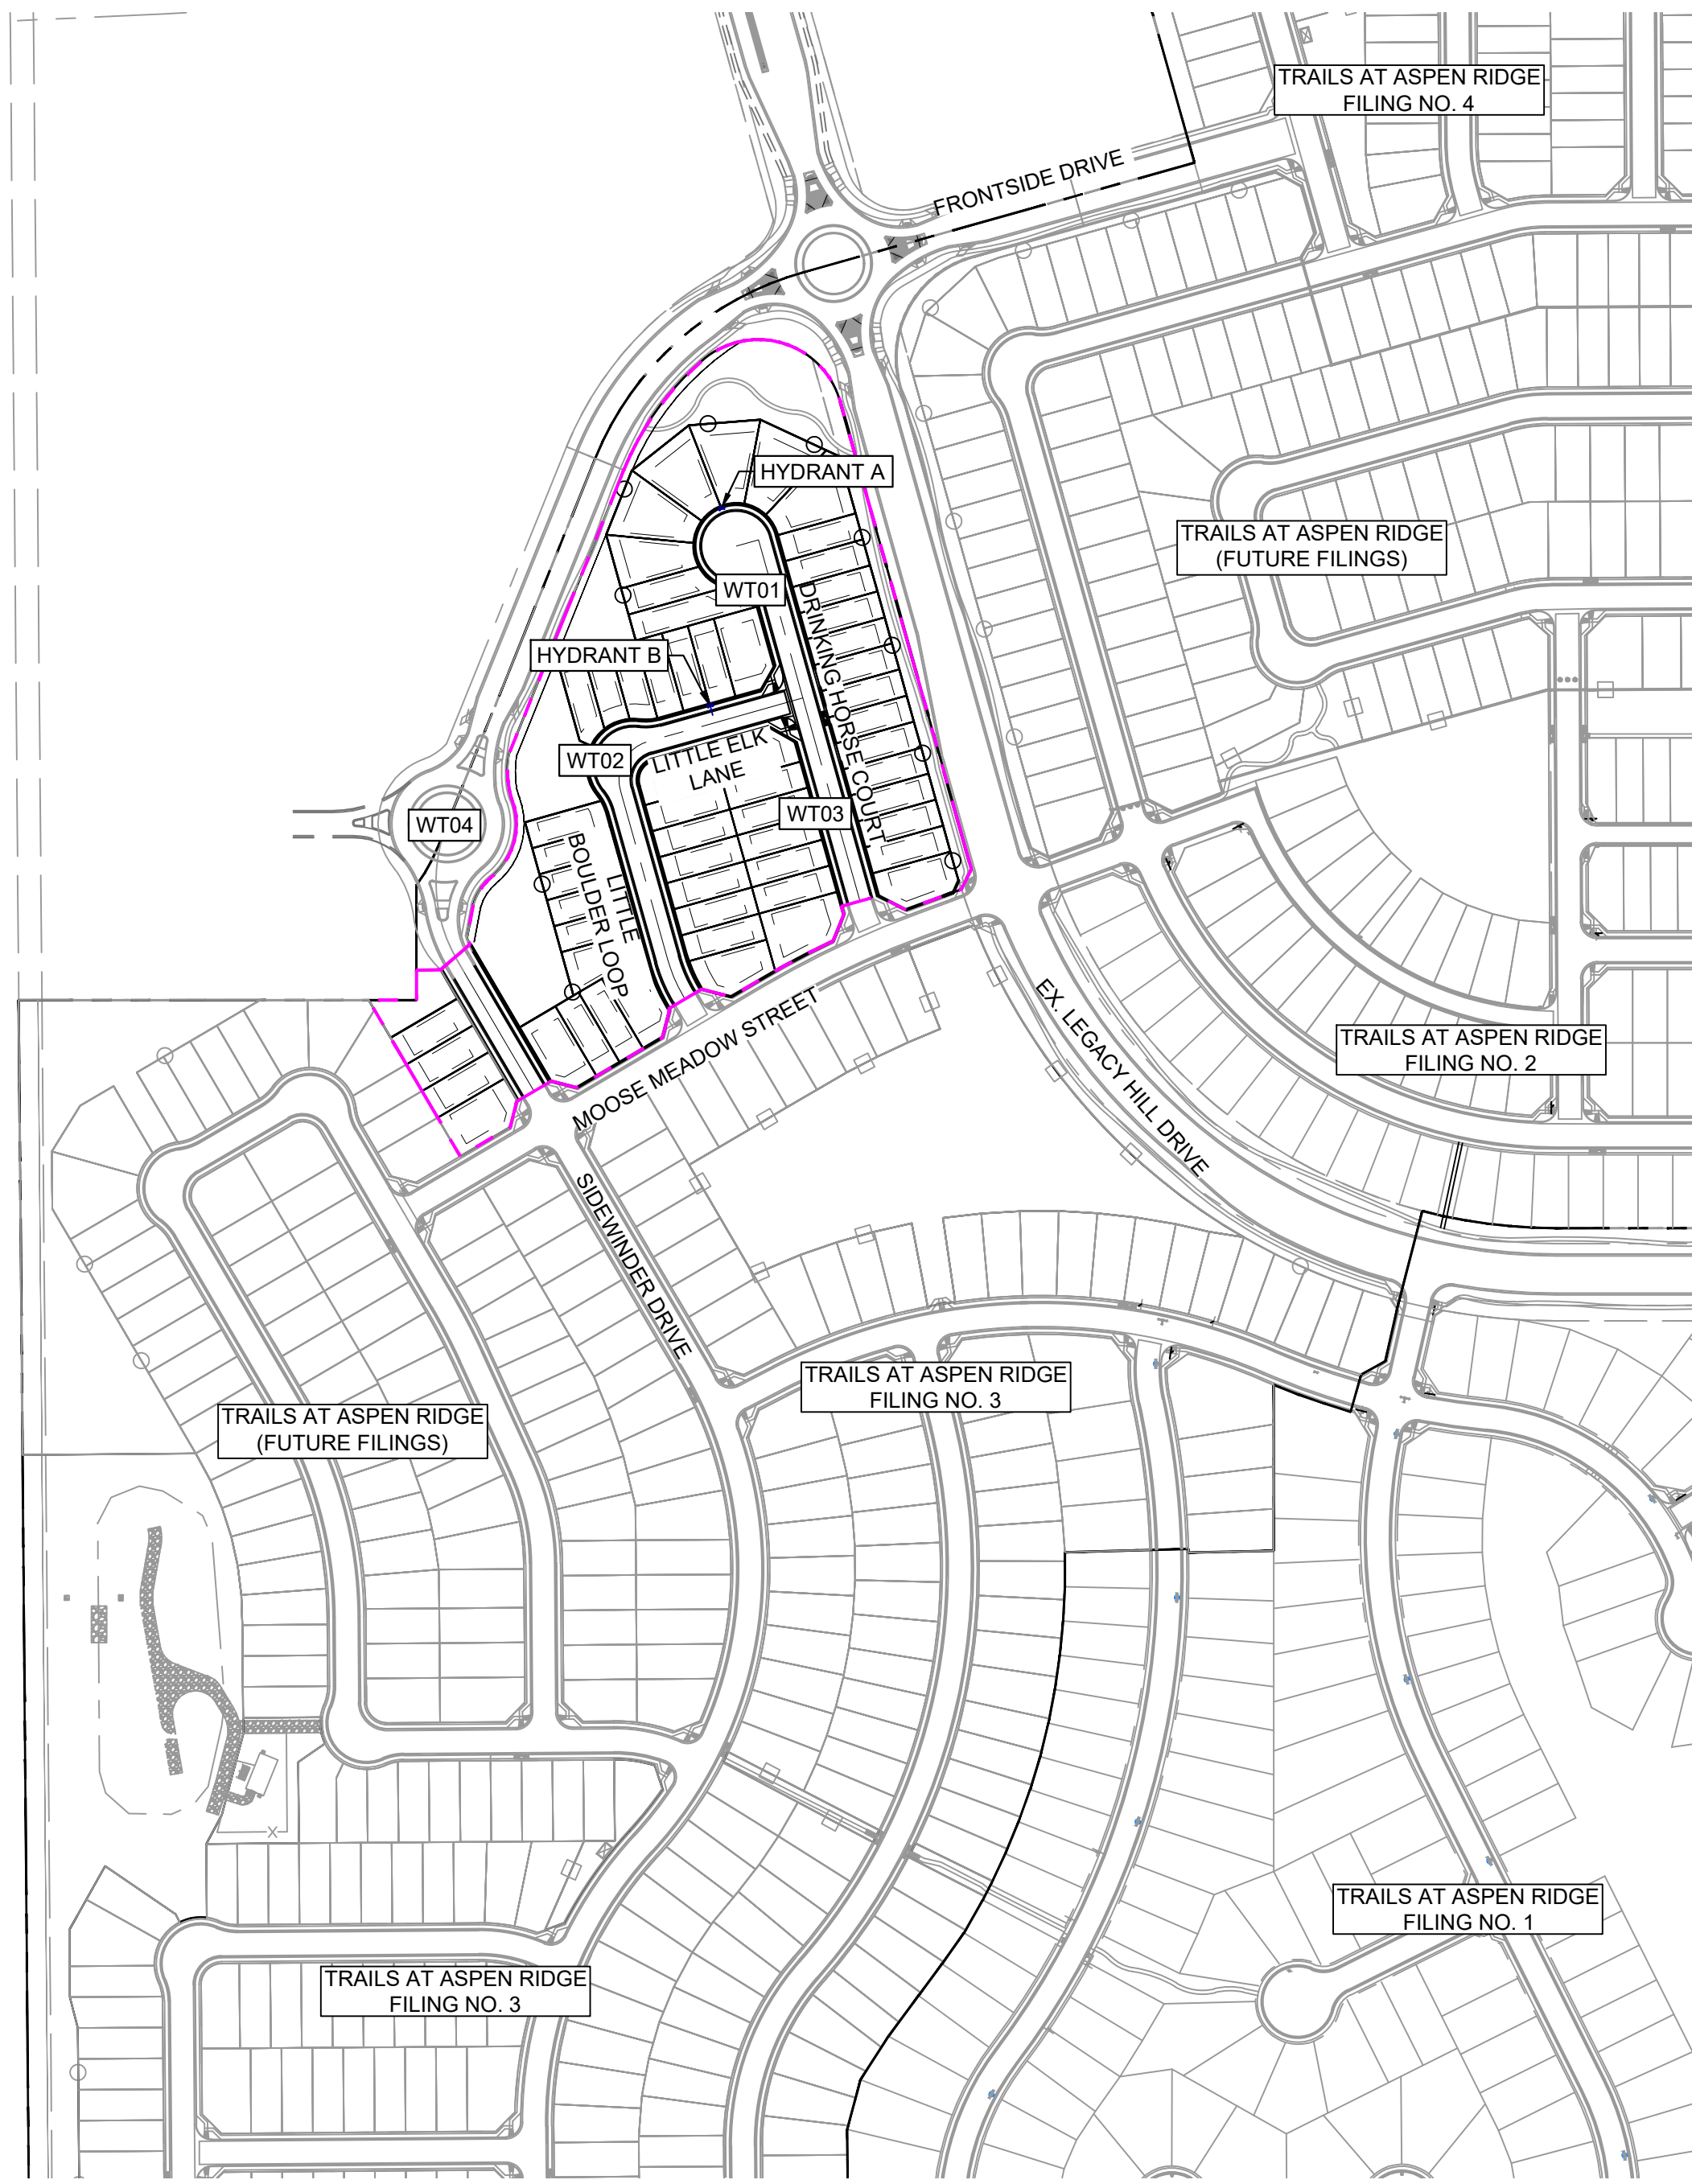 TRAILS AT ASPEN RIDGE
FILING NO. 4
FRONTSIDE DRIVE
HYDRANT A
TRAILS AT ASPEN RIDGE
(FUTURE FILINGS)
WT01
DRINKING HORSE COURT
HYDRANT B
LITTLE ELK
LANE
WT02
WT03
WT04
LITTLE
BOULDER LOOP
MOOSE MEADOW STREET
EX. LEGACY HILL DRIVE
TRAILS AT ASPEN RIDGE
FILING NO. 2
SIDEWINDER DRIVE
TRAILS AT ASPEN RIDGE
FILING NO. 3
TRAILS AT ASPEN RIDGE
(FUTURE FILINGS)
TRAILS AT ASPEN RIDGE
FILING NO. 1
TRAILS AT ASPEN RIDGE
FILING NO. 3